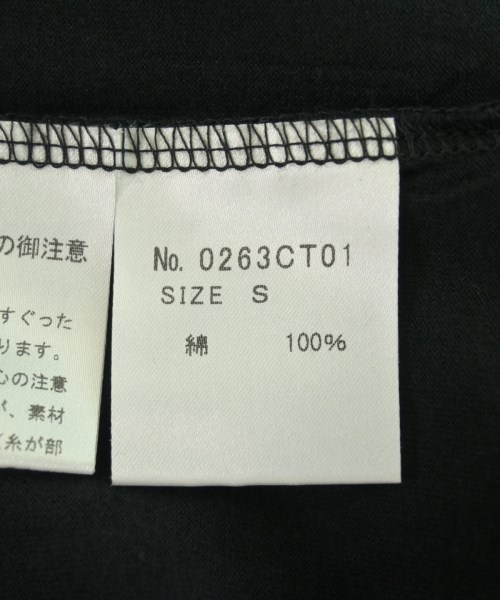 の御注意
すぐった
ります。
心の注意
が、素材
糸が部
No. 0263CT01
SIZE S
綿 100%